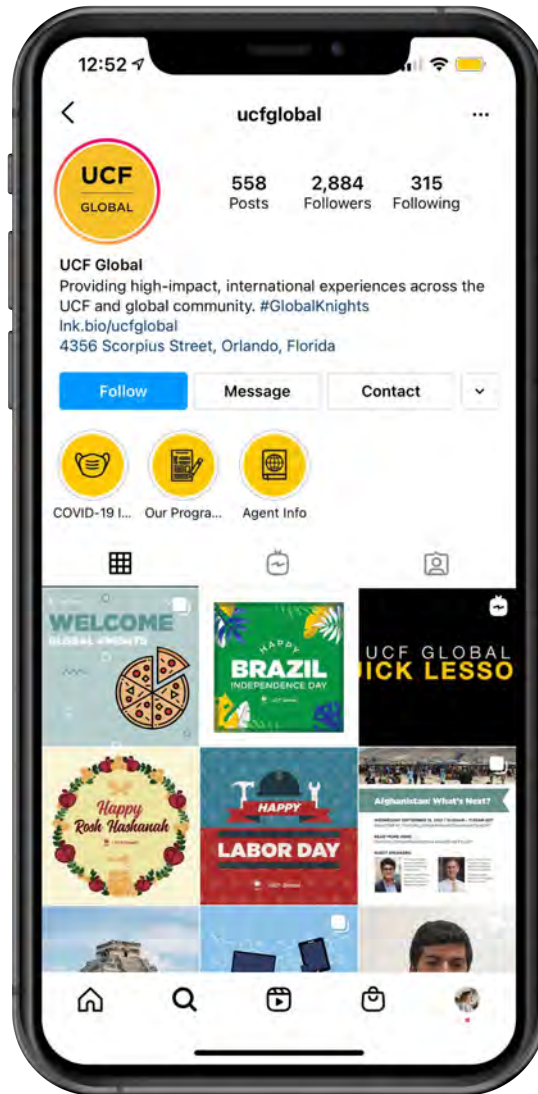 12:52
ucfglobal
UCF
GLOBAL
558 2,884 315
Posts Followers Following
UCF Global
Providing high-impact, international experiences across the
UCF and global community. #GlobalKnights
lnk.bio/ucfglobal
4356 Scorpius Street, Orlando, Florida
Follow Message Contact
COVID-19 I... Our Progra... Agent Info
WELCOME
GLOBAL KNIGHTS
HAPPY
BRAZIL
INDEPENDENCE DAY
UCF GLOBAL
ICK LESSO
Happy
Rosh Hashanah
HAPPY
LABOR DAY
Afghanistan: What's Next?